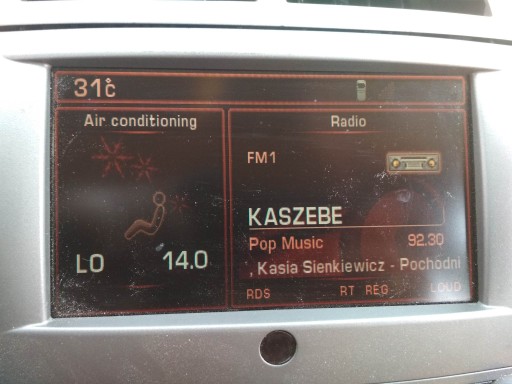 31°C
Air conditioning
LO 14.0
Radio
FM1
KASZEBE
Pop Music 92.30
, Kasia Sienkiewicz - Pochodni
RDS RT REG LOUD